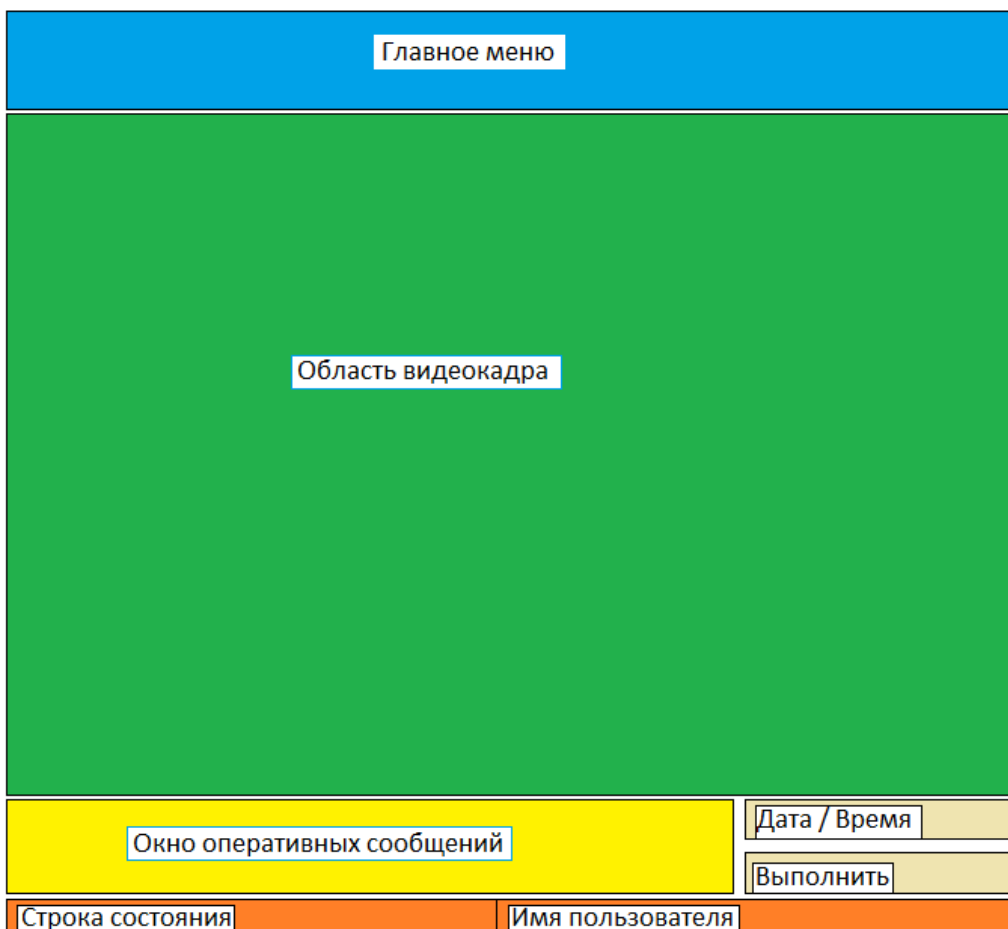 Главное меню
Область видеокадра
Окно оперативных сообщений
Дата / Время
Выполнить
Строка состояния
Имя пользователя